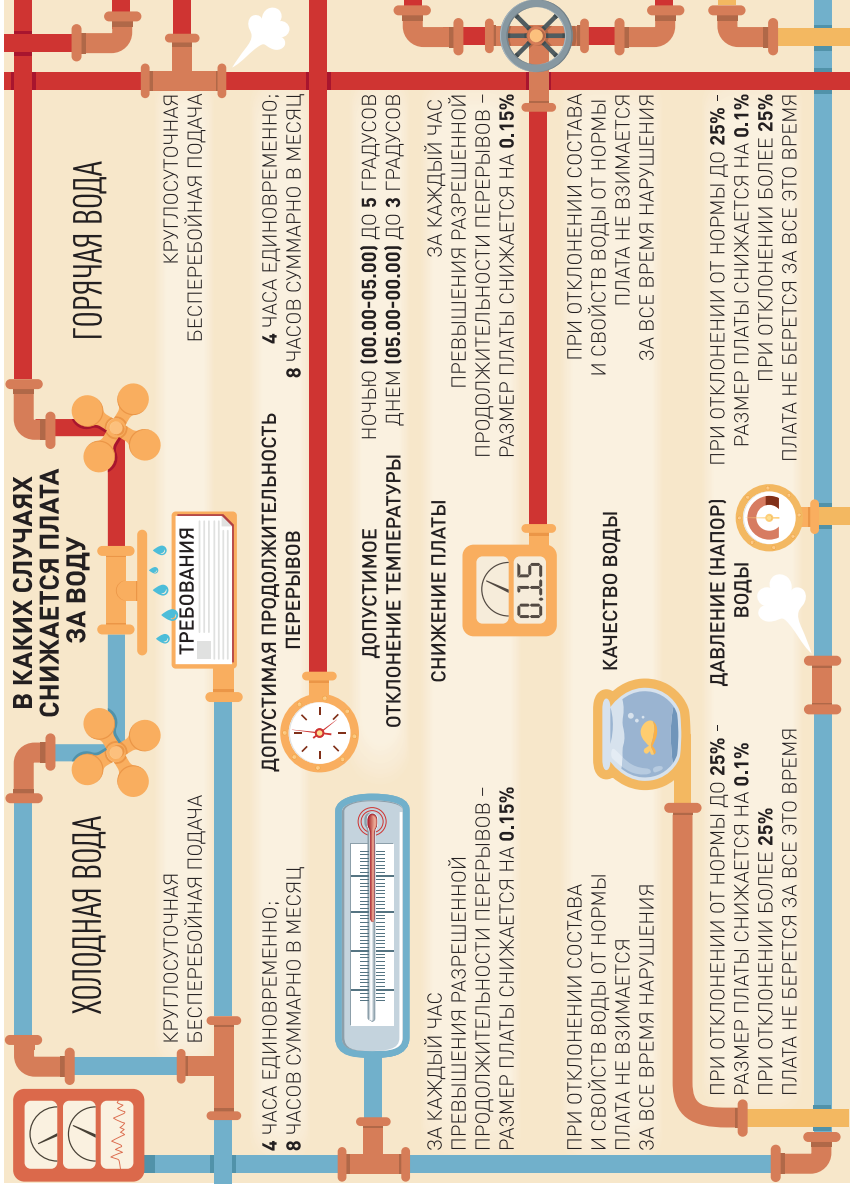 В КАКИХ СЛУЧАЯХ
СНИЖАЕТСЯ ПЛАТА
ЗА ВОДУ
ХОЛОДНАЯ ВОДА
ГОРЯЧАЯ ВОДА
КРУГЛОСУТОЧНАЯ
БЕСПЕРЕБОЙНАЯ ПОДАЧА
ТРЕБОВАНИЯ
КРУГЛОСУТОЧНАЯ
БЕСПЕРЕБОЙНАЯ ПОДАЧА
4 ЧАСА ЕДИНОВРЕМЕННО;
8 ЧАСОВ СУММАРНО В МЕСЯЦ
ДОПУСТИМАЯ ПРОДОЛЖИТЕЛЬНОСТЬ
ПЕРЕРЫВОВ
4 ЧАСА ЕДИНОВРЕМЕННО;
8 ЧАСОВ СУММАРНО В МЕСЯЦ
ДОПУСТИМОЕ
ОТКЛОНЕНИЕ ТЕМПЕРАТУРЫ
НОЧЬЮ (00.00-05.00) ДО 5 ГРАДУСОВ
ДНЕМ (05.00-00.00) ДО 3 ГРАДУСОВ
ЗА КАЖДЫЙ ЧАС
ПРЕВЫШЕНИЯ РАЗРЕШЕННОЙ
ПРОДОЛЖИТЕЛЬНОСТИ ПЕРЕРЫВОВ –
РАЗМЕР ПЛАТЫ СНИЖАЕТСЯ НА 0.15%
СНИЖЕНИЕ ПЛАТЫ
0.15
ЗА КАЖДЫЙ ЧАС
ПРЕВЫШЕНИЯ РАЗРЕШЕННОЙ
ПРОДОЛЖИТЕЛЬНОСТИ ПЕРЕРЫВОВ –
РАЗМЕР ПЛАТЫ СНИЖАЕТСЯ НА 0.15%
ПРИ ОТКЛОНЕНИИ СОСТАВА
И СВОЙСТВ ВОДЫ ОТ НОРМЫ
ПЛАТА НЕ ВЗИМАЕТСЯ
ЗА ВСЕ ВРЕМЯ НАРУШЕНИЯ
КАЧЕСТВО ВОДЫ
ПРИ ОТКЛОНЕНИИ СОСТАВА
И СВОЙСТВ ВОДЫ ОТ НОРМЫ
ПЛАТА НЕ ВЗИМАЕТСЯ
ЗА ВСЕ ВРЕМЯ НАРУШЕНИЯ
ПРИ ОТКЛОНЕНИИ ОТ НОРМЫ ДО 25% -
РАЗМЕР ПЛАТЫ СНИЖАЕТСЯ НА 0.1%
ПРИ ОТКЛОНЕНИИ БОЛЕЕ 25%
ПЛАТА НЕ БЕРЕТСЯ ЗА ВСЕ ЭТО ВРЕМЯ
ДАВЛЕНИЕ (НАПОР)
ВОДЫ
ПРИ ОТКЛОНЕНИИ ОТ НОРМЫ ДО 25% -
РАЗМЕР ПЛАТЫ СНИЖАЕТСЯ НА 0.1%
ПРИ ОТКЛОНЕНИИ БОЛЕЕ 25%
ПЛАТА НЕ БЕРЕТСЯ ЗА ВСЕ ЭТО ВРЕМЯ